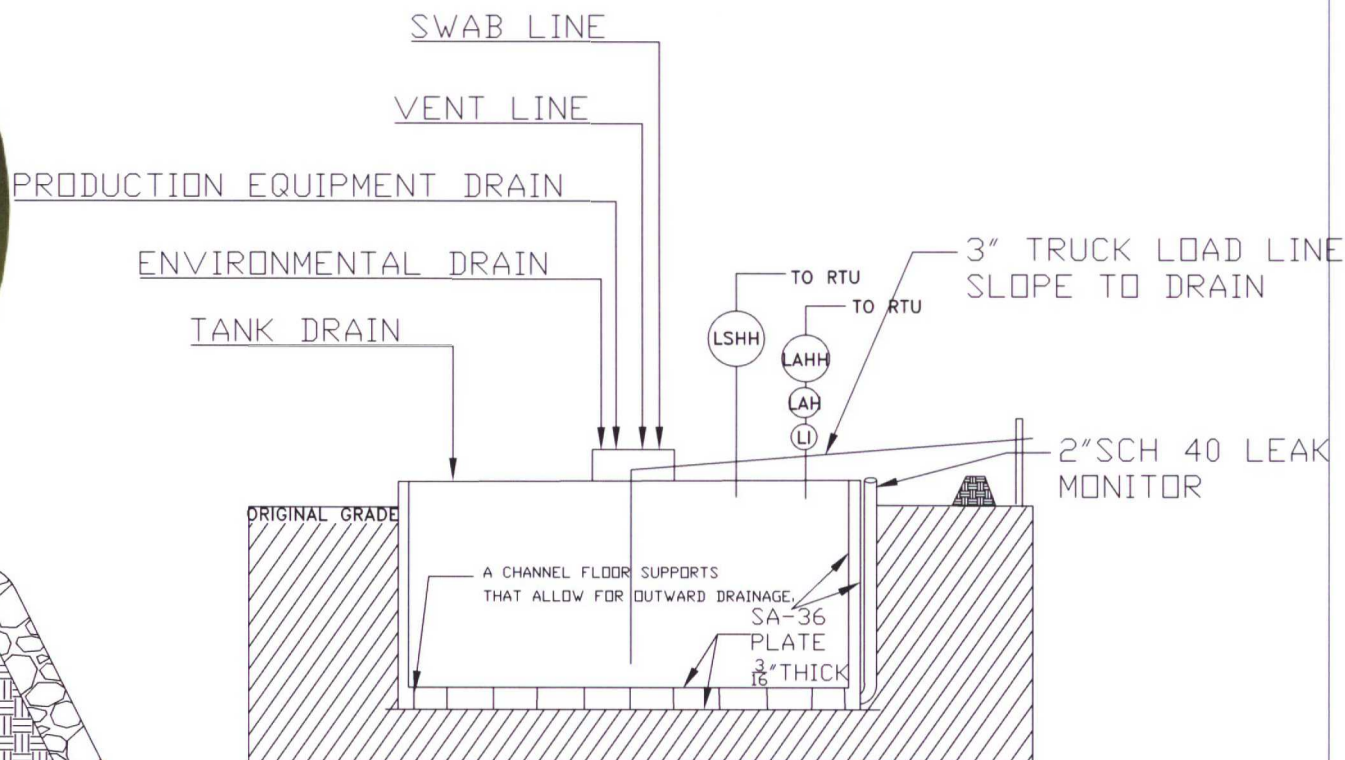 SWAB LINE
VENT LINE
PRODUCTION EQUIPMENT DRAIN
ENVIRONMENTAL DRAIN
TANK DRAIN
3" TRUCK LOAD LINE
SLOPE TO DRAIN
TO RTU
TO RTU
LSHH
LAHH
LAH
LI
2"SCH 40 LEAK
MONITOR
ORIGINAL GRADE
A CHANNEL FLOOR SUPPORTS
THAT ALLOW FOR OUTWARD DRAINAGE.
SA-36
PLATE
3/16"THICK